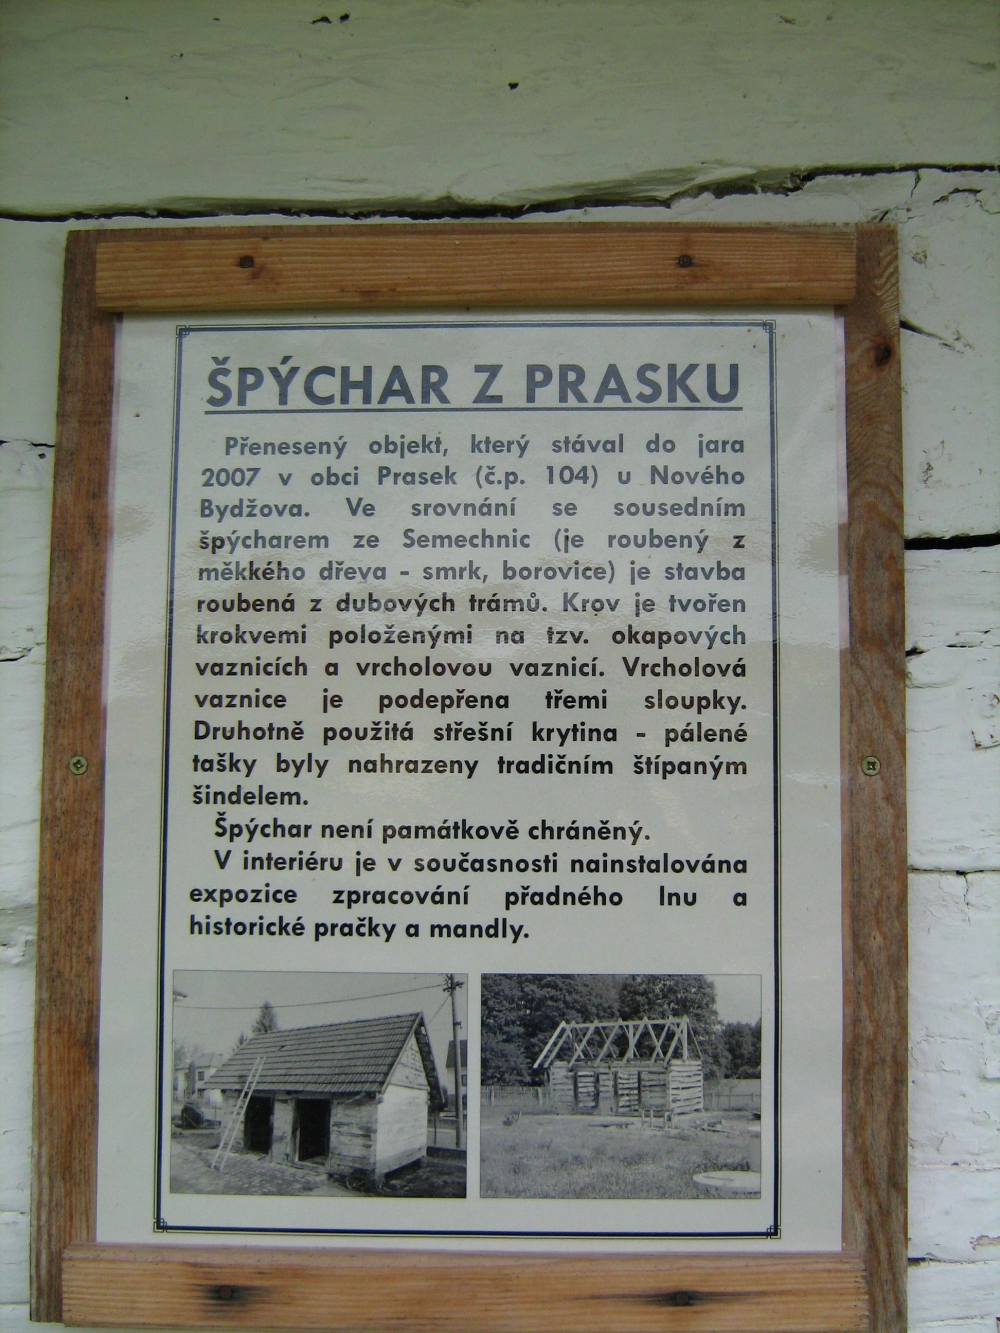 ŠPÝCHAR Z PRASKU
Přenesený objekt, který stával do jara
2007 v obci Prasek (č.p. 104) u Nového
Bydžova. Ve srovnání se sousedním
špýcharem ze Semechnic (je roubený z
měkkého dřeva - smrk, borovice) je stavba
roubená z dubových trámů. Krov je tvořen
krokvemi položenými na tzv. okapových
vaznicích a vrcholovou vaznicí. Vrcholová
vaznice je podepřena třemi sloupky.
Druhotně použitá střešní krytina - pálené
tašky byly nahrazeny tradičním štípaným
šindelem.
Špýchar není památkově chráněný.
V interiéru je v současnosti nainstalována
expozice zpracování přadného lnu a
historické pračky a mandly.